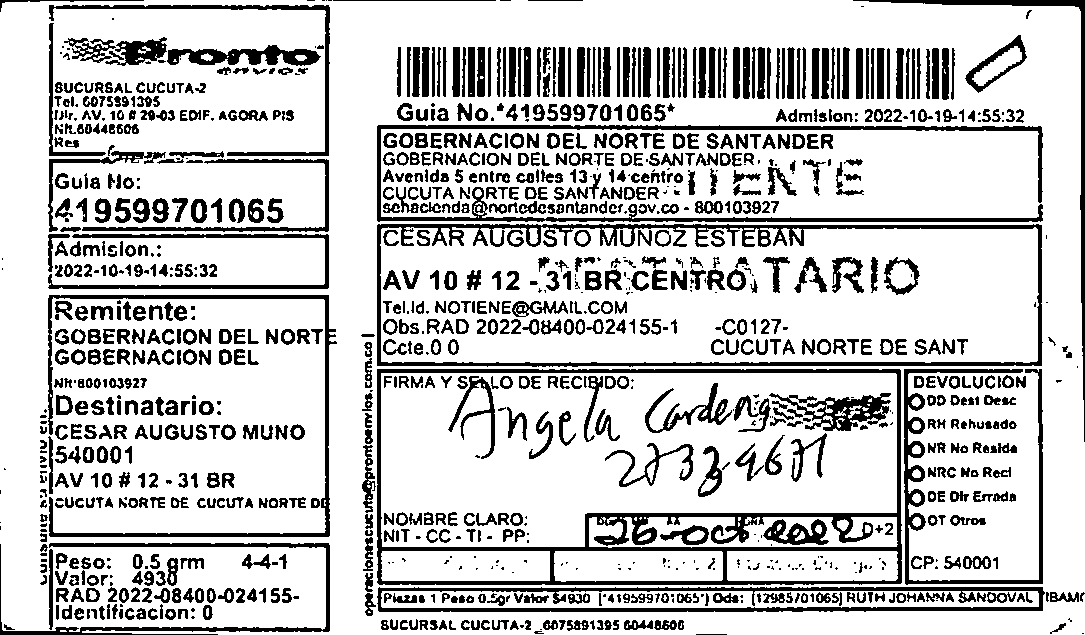 Pronto
envios
SUCURSAL CUCUTA-2
Tel. 6075891395
Dir. AV. 10 # 29-03 EDIF. AGORA PIS
Nit.60448606
Res
Guia No:
419599701065
Admision.:
2022-10-19-14:55:32
Remitente:
GOBERNACION DEL NORTE
GOBERNACION DEL
Nit:800103927
Destinatario:
CESAR AUGUSTO MUNO
540001
AV 10 # 12 - 31 BR
CUCUTA NORTE DE CUCUTA NORTE DE
Peso: 0.5 grm 4-4-1
Valor: 4930
RAD 2022-08400-024155-
Identificacion: 0
operacionescucuta@prontoenvios.com.co
Guia No.*419599701065*
Admision: 2022-10-19-14:55:32
GOBERNACION DEL NORTE DE SANTANDER
GOBERNACION DEL NORTE DE SANTANDER
Avenida 5 entre calles 13 y 14 centro
CUCUTA NORTE DE SANTANDER
sehacienda@nortedesantander.gov.co - 800103927
CESAR AUGUSTO MUNOZ ESTEBAN
AV 10 # 12 - 31 BR CENTRO
Tel.Id. NOTIENE@GMAIL.COM
Obs.RAD 2022-08400-024155-1 -C0127-
Ccte.0 0 CUCUTA NORTE DE SANT
FIRMA Y SELLO DE RECIBIDO:
Angela
NOMBRE CLARO:
NIT - CC - TI - PP:
26-oct 2022 D+2
DEVOLUCION
DD Dest Desc
RH Rehusado
NR No Reside
NRC No Recl
DE Dir Errada
OT Otros
CP: 540001
Piezas 1 Peso 0.5gr Valor $4930 [*419599701065*] Ods: [12985701065] RUTH JOHANNA SANDOVAL
SUCURSAL CUCUTA-2 6075891395 60448606